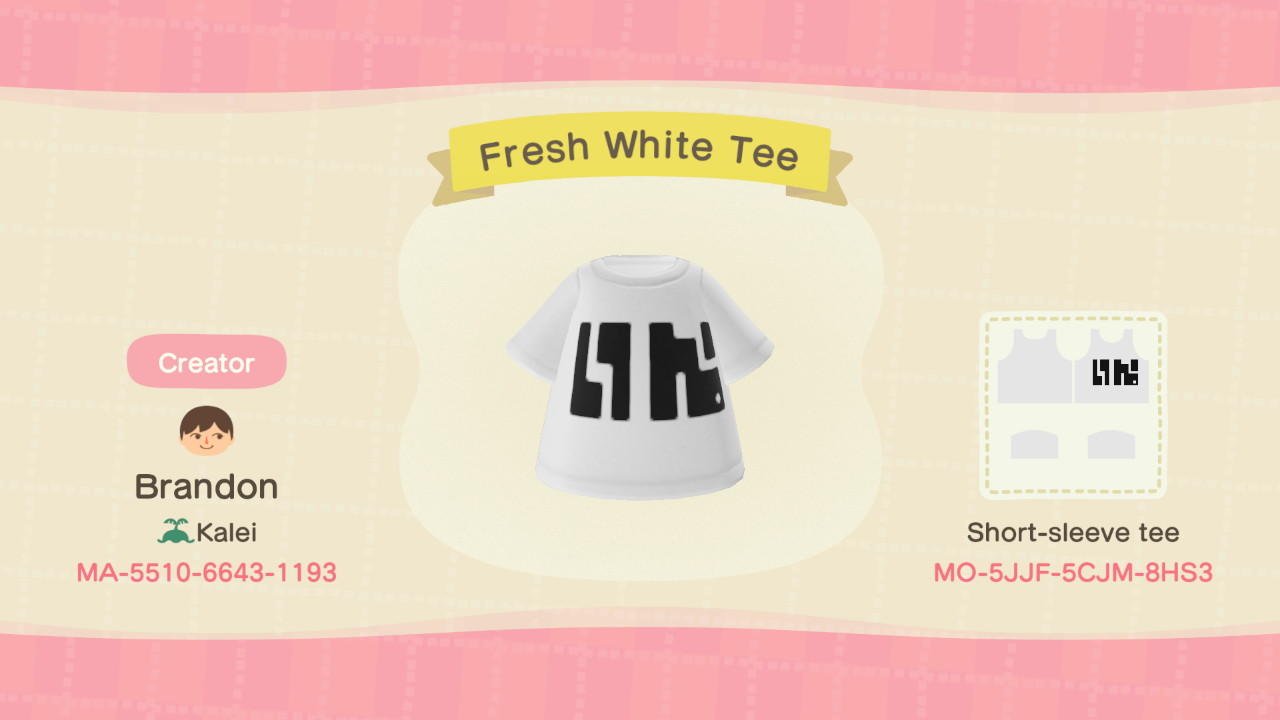 Fresh White Tee
Creator
Brandon
Kalei
MA-5510-6643-1193
Short-sleeve tee
MO-5JJF-5CJM-8HS3